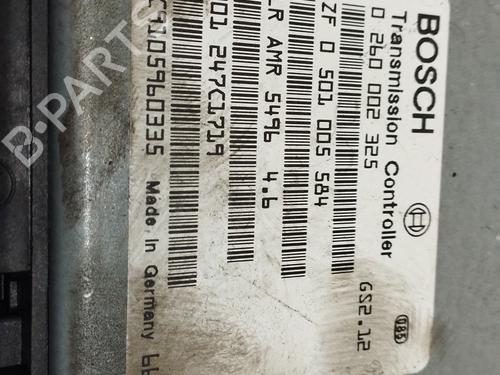 BOSCH
Transmission Controller
0 260 002 325
GS2.12
ZF 0 501 005 584
LR AMR 5496 4.6
01 247C1719
C7105960335 Made in Germany
B-PARTS